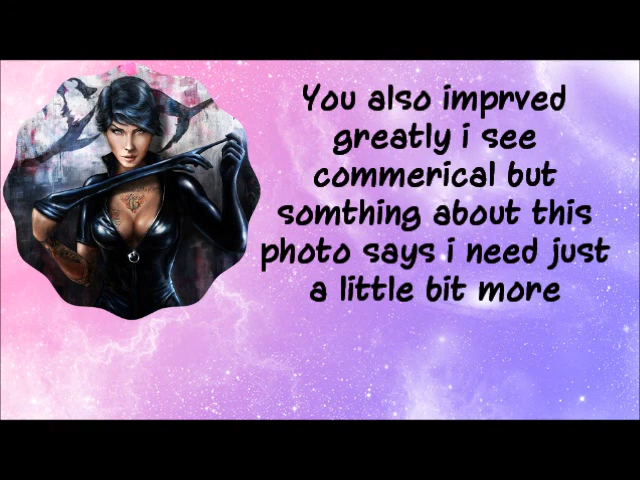 You also imprved
greatly i see
commerical but
somthing about this
photo says i need just
a little bit more